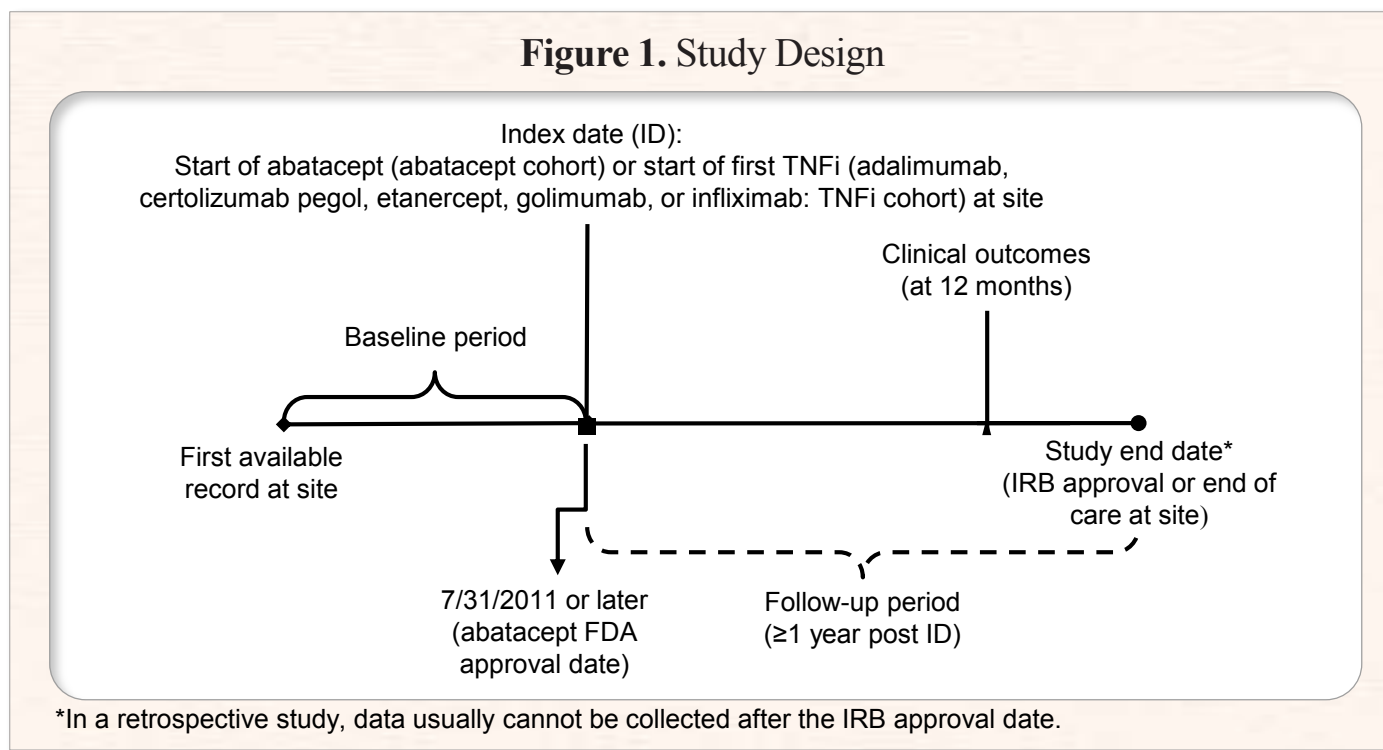 Figure 1. Study Design
Index date (ID):
Start of abatacept (abatacept cohort) or start of first TNFi (adalimumab,
certolizumab pegol, etanercept, golimumab, or infliximab: TNFi cohort) at site
Clinical outcomes
(at 12 months)
Baseline period
First available
record at site
Study end date*
(IRB approval or end of
care at site)
7/31/2011 or later
(abatacept FDA
approval date)
Follow-up period
(≥1 year post ID)
*In a retrospective study, data usually cannot be collected after the IRB approval date.